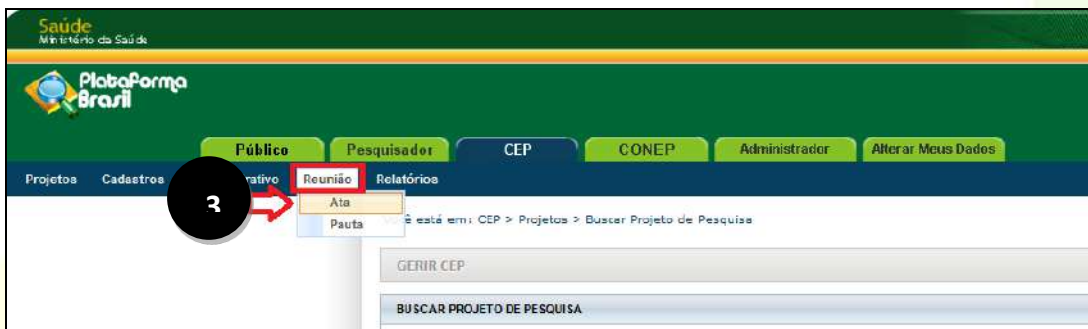 Saúde
Ministério da Saúde
Plataforma
Brasil
Público Pesquisador CEP CONEP Administrador Alterar Meus Dados
Projetos Cadastros Reunião Relatórios
3
Ata
Pauta
está em: CEP > Projetos > Buscar Projeto de Pesquisa
GERIR CEP
BUSCAR PROJETO DE PESQUISA